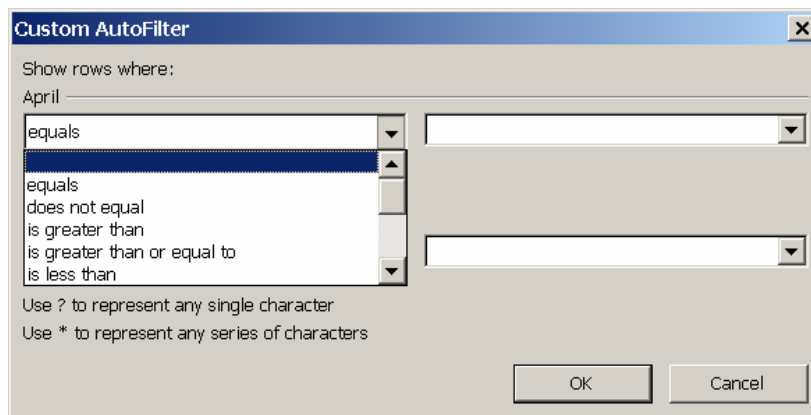 Custom AutoFilter
Show rows where:
April
equals
equals
does not equal
is greater than
is greater than or equal to
is less than
Use ? to represent any single character
Use * to represent any series of characters
OK Cancel